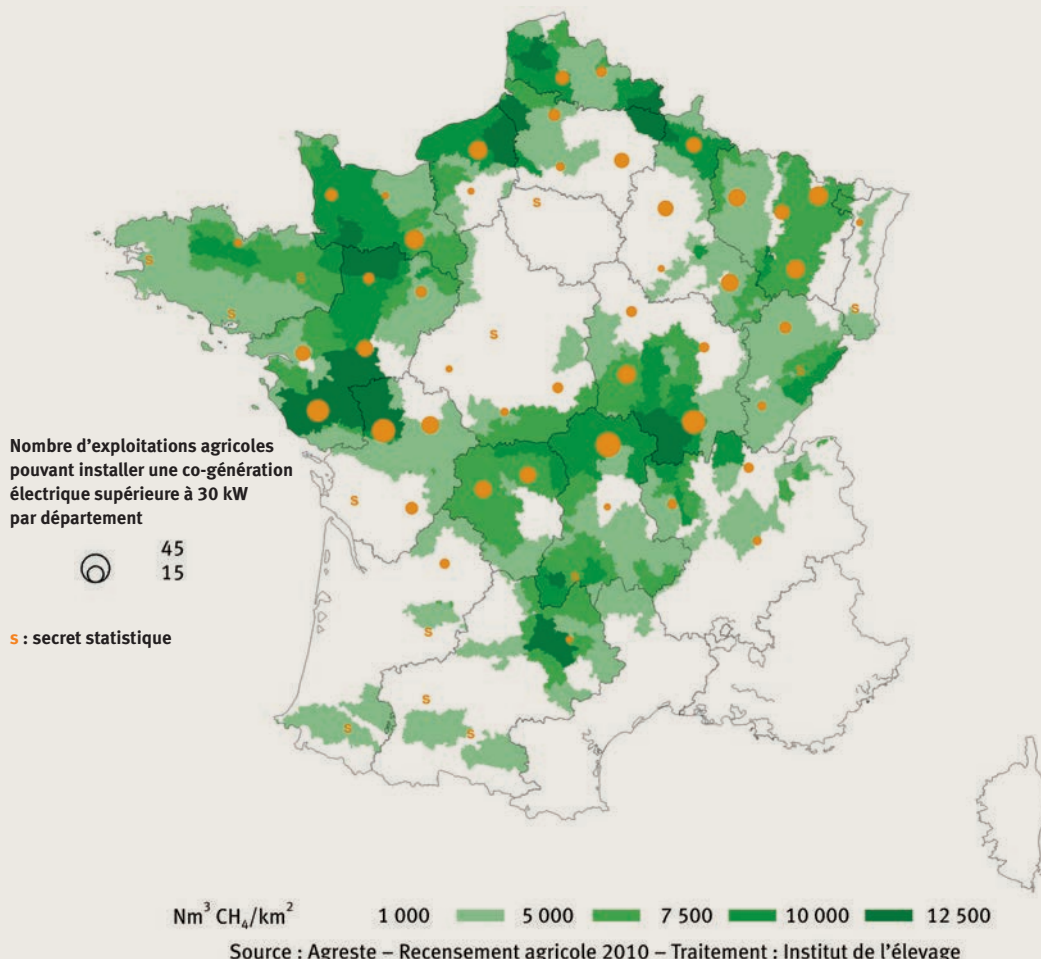 s
s
s
s
s
s
s
Nombre d'exploitations agricoles
pouvant installer une co-génération
électrique supérieure à 30 kW
par département
45
15
s
s : secret statistique
s
s
s
s
Nm³ CH₄/km² 1 000 5 000 7 500 10 000 12 500
Source : Agreste – Recensement agricole 2010 – Traitement : Institut de l'élevage